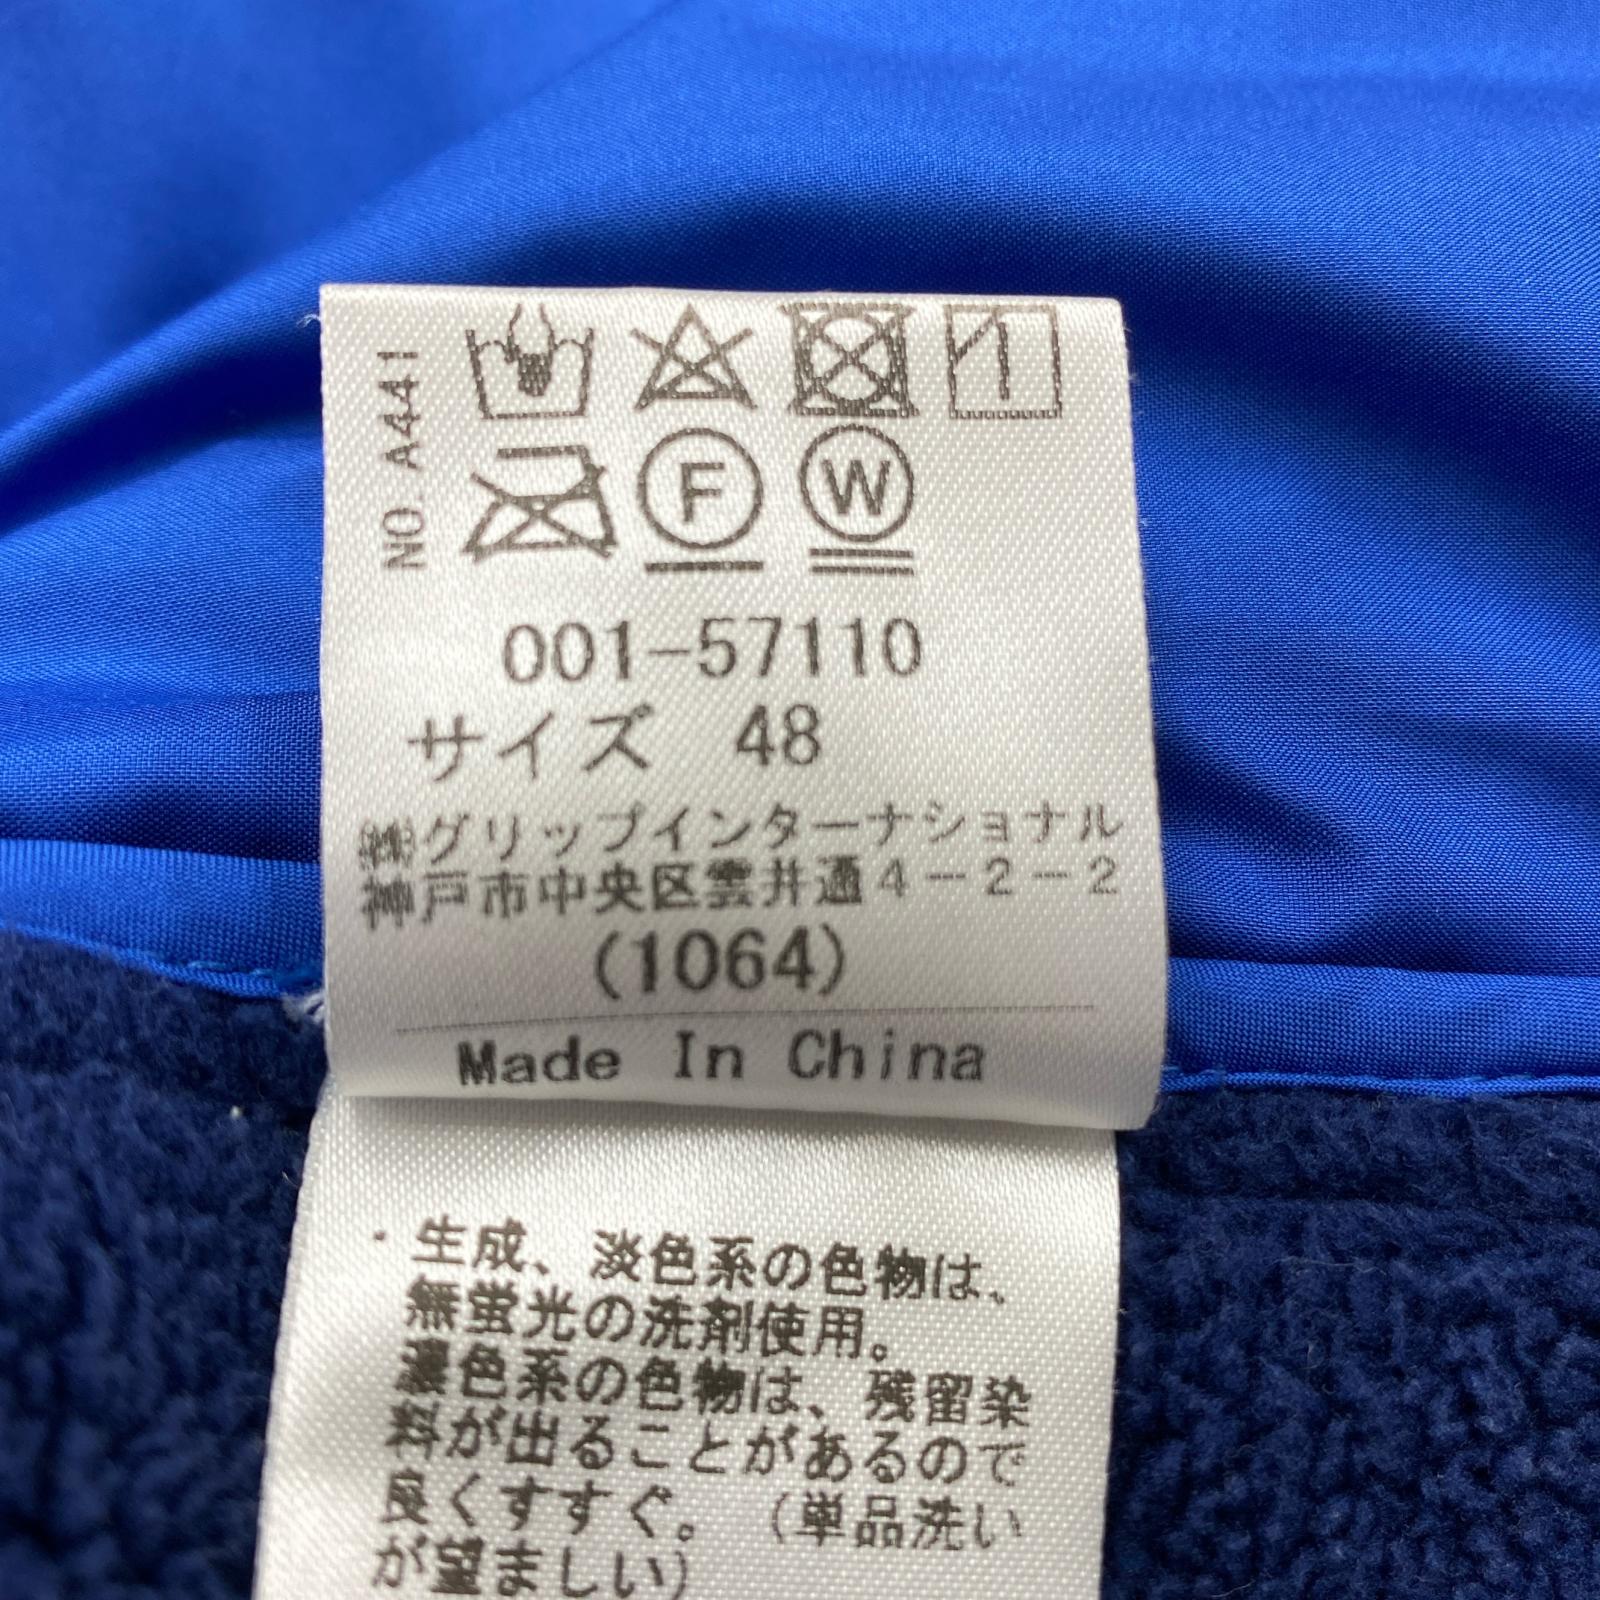 NO. A441
F
W
001-57110
サイズ 48
㈱グリップインターナショナル
神戸市中央区雲井通4-2-2
(1064)
Made In China
・生成、淡色系の色物は、
無蛍光の洗剤使用。
濃色系の色物は、残留染
料が出ることがあるので
良くすすぐ。（単品洗い
が望ましい）